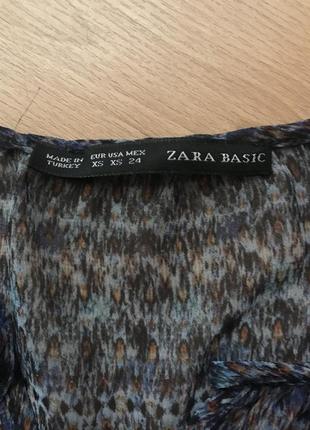 MADE IN
TURKEY
EUR USA MEX
XS XS 24
ZARA BASIC